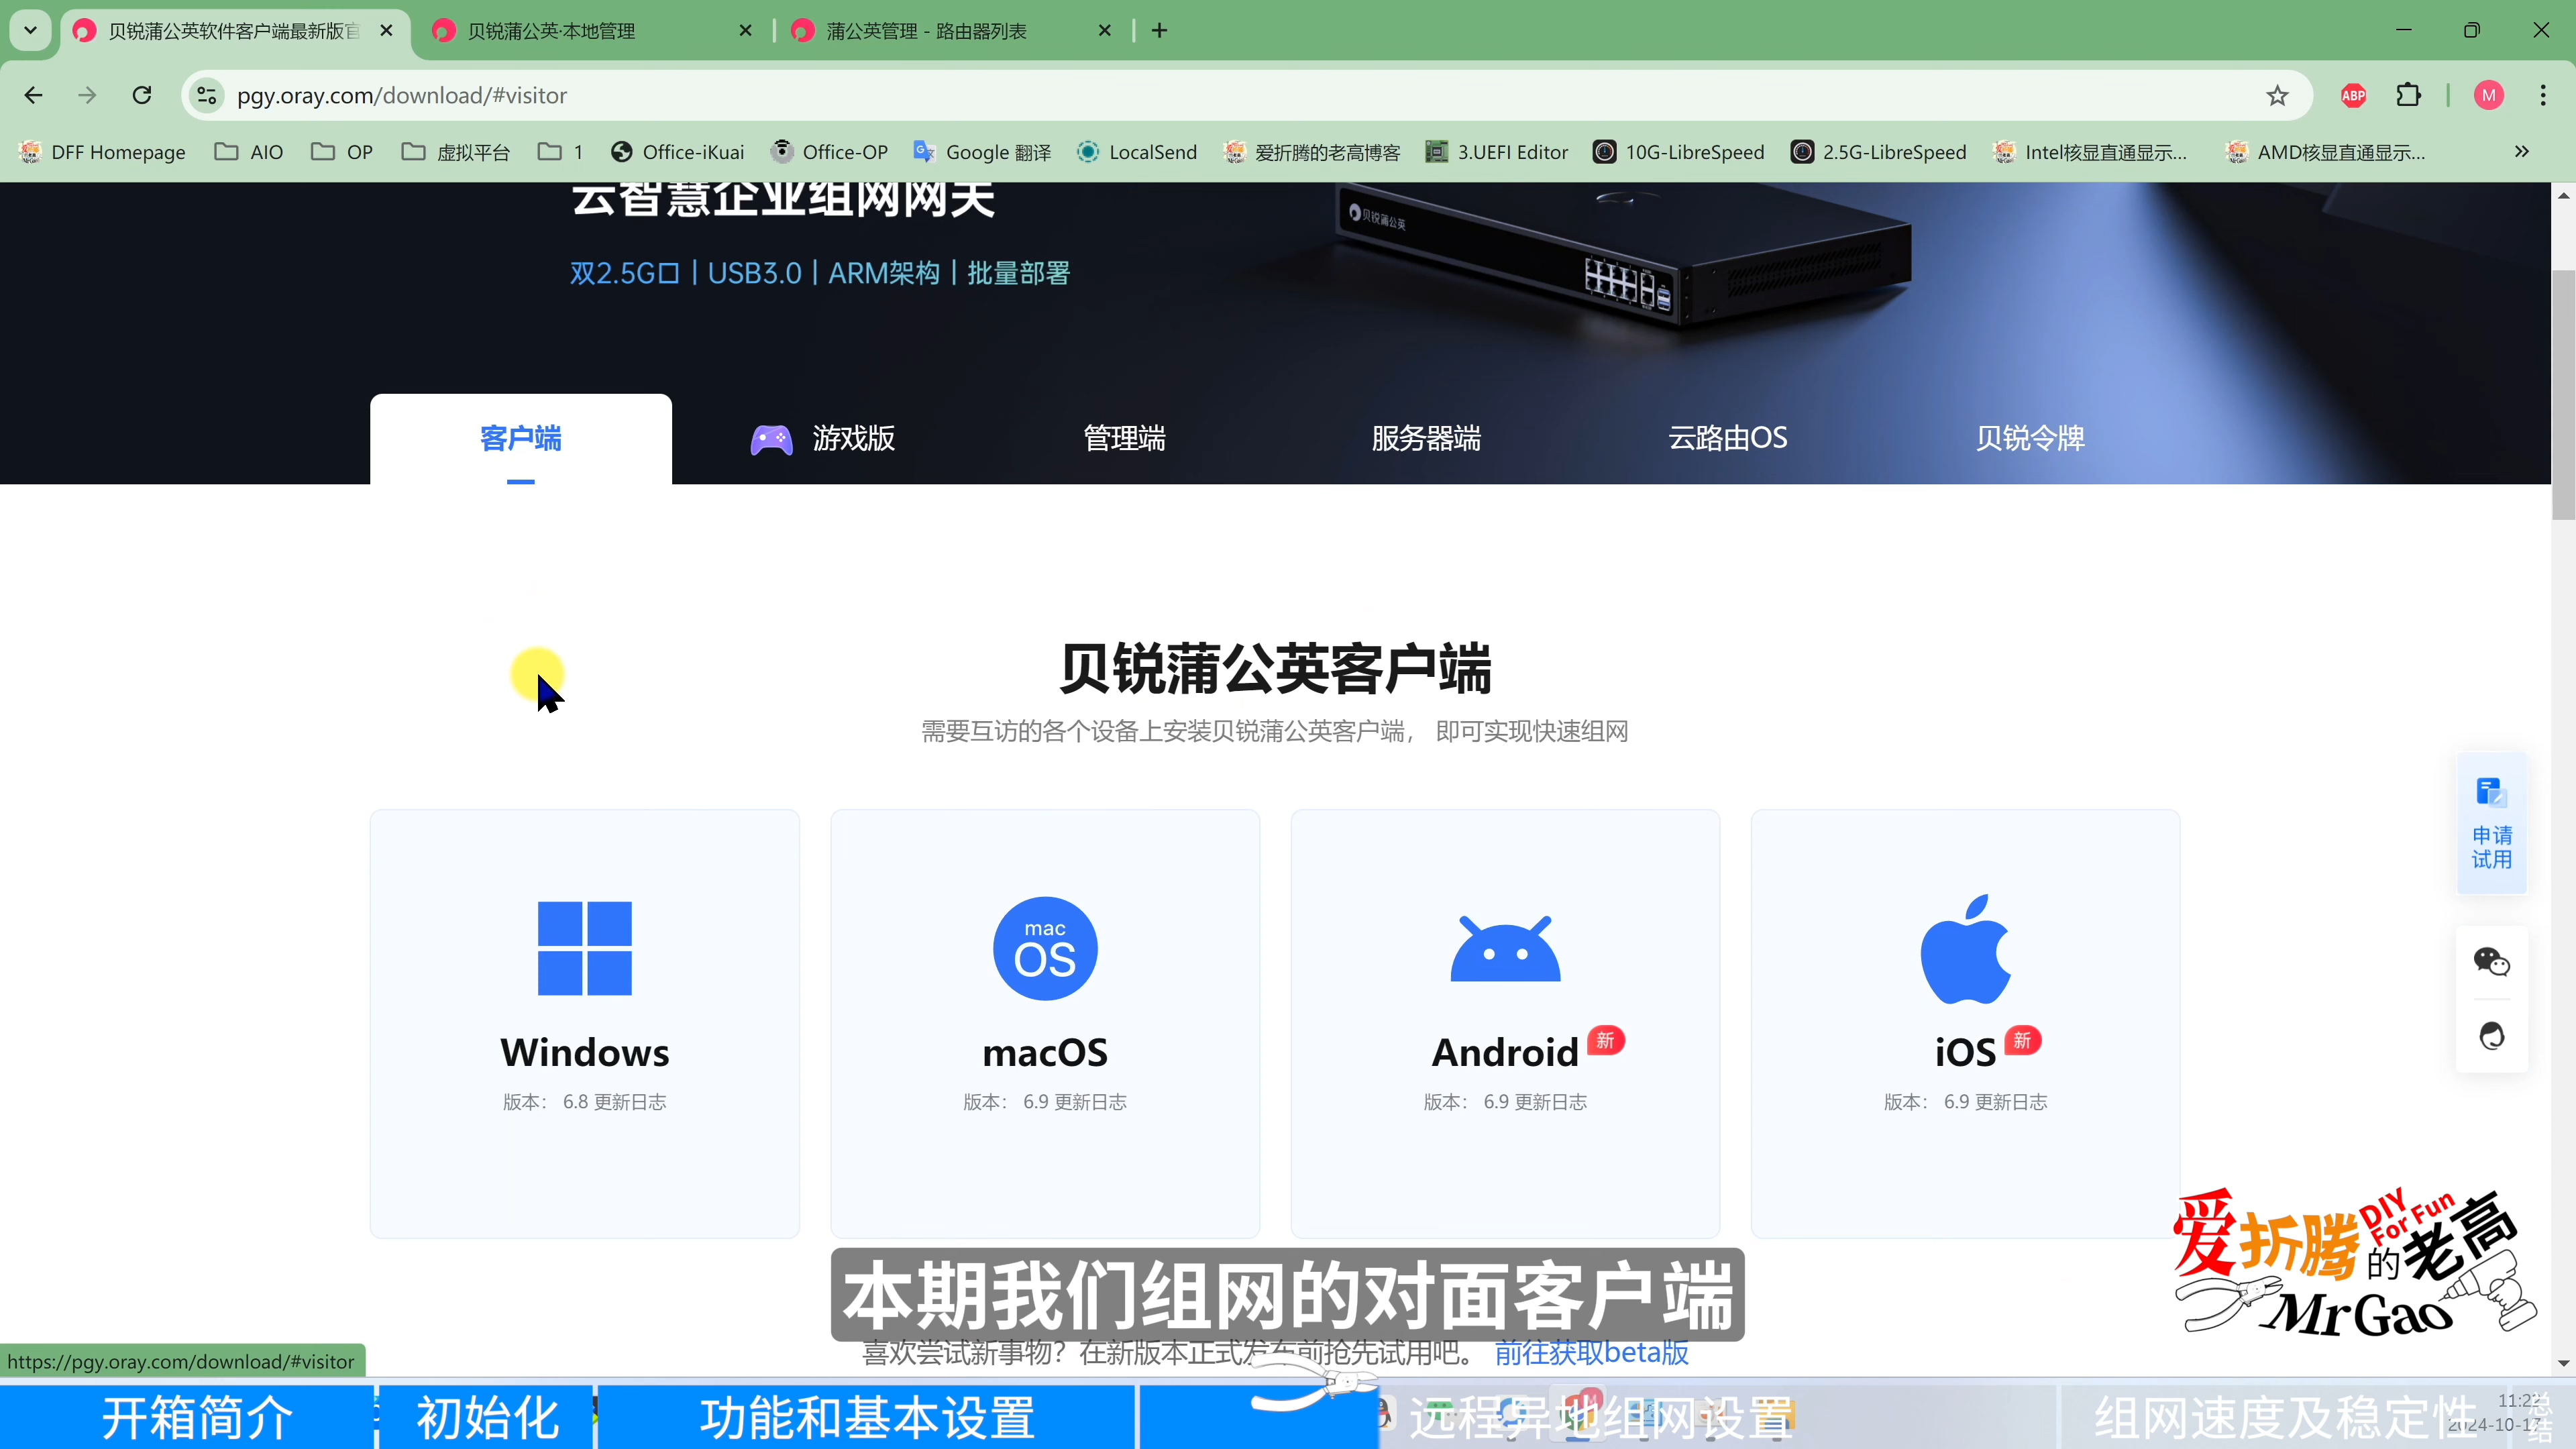 贝锐蒲公英软件客户端最新版官
贝锐蒲公英·本地管理
蒲公英管理 - 路由器列表
pgy.oray.com/download/#visitor
ABP
M
DFF Homepage
AIO
OP
虚拟平台
1
Office-iKuai
Office-OP
Google 翻译
LocalSend
爱折腾的老高博客
3.UEFI Editor
10G-LibreSpeed
2.5G-LibreSpeed
Intel核显直通显示...
AMD核显直通显示...
云智慧企业组网网关
双2.5G口 | USB3.0 | ARM架构 | 批量部署
贝锐蒲公英
客户端
游戏版
管理端
服务器端
云路由OS
贝锐令牌
贝锐蒲公英客户端
需要互访的各个设备上安装贝锐蒲公英客户端， 即可实现快速组网
申请
试用
mac
OS
Windows
macOS
Android 新
iOS 新
版本： 6.8 更新日志
版本： 6.9 更新日志
版本： 6.9 更新日志
版本： 6.9 更新日志
爱折腾的老高
DIY For Fun
MrGao
本期我们组网的对面客户端
喜欢尝试新事物？在新版本正式发布前抢先试用吧。 前往获取beta版
https://pgy.oray.com/download/#visitor
开箱简介
初始化
功能和基本设置
远程异地组网设置
组网速度及稳定性
总结